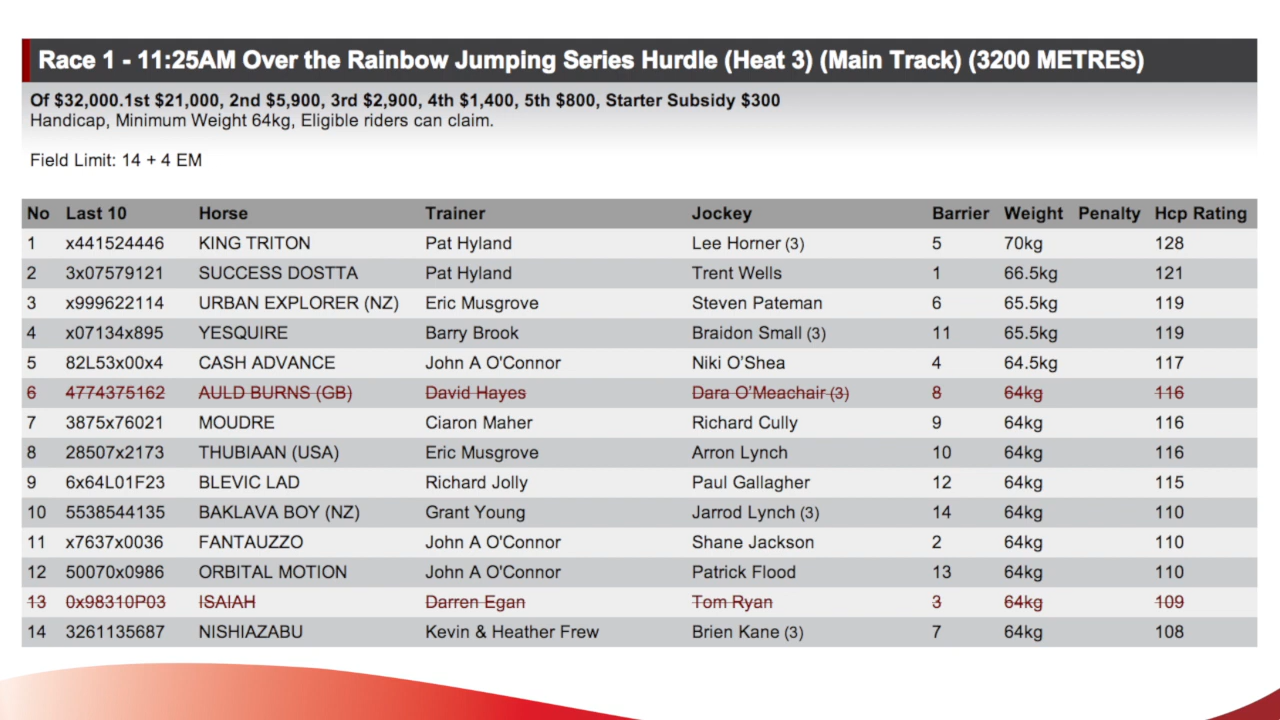 Race 1 - 11:25AM Over the Rainbow Jumping Series Hurdle (Heat 3) (Main Track) (3200 METRES)
Of $32,000.1st $21,000, 2nd $5,900, 3rd $2,900, 4th $1,400, 5th $800, Starter Subsidy $300
Handicap, Minimum Weight 64kg, Eligible riders can claim.
Field Limit: 14 + 4 EM
No Last 10 Horse Trainer Jockey Barrier Weight Penalty Hcp Rating
1 x441524446 KING TRITON Pat Hyland Lee Horner (3) 5 70kg 128
2 3x07579121 SUCCESS DOSTTA Pat Hyland Trent Wells 1 66.5kg 121
3 x999622114 URBAN EXPLORER (NZ) Eric Musgrove Steven Pateman 6 65.5kg 119
4 x07134x895 YESQUIRE Barry Brook Braidon Small (3) 11 65.5kg 119
5 82L53x00x4 CASH ADVANCE John A O'Connor Niki O'Shea 4 64.5kg 117
6 4774375162 AULD BURNS (GB) David Hayes Dara O'Meachair (3) 8 64kg 116
7 3875x76021 MOUDRE Ciaron Maher Richard Cully 9 64kg 116
8 28507x2173 THUBIAAN (USA) Eric Musgrove Arron Lynch 10 64kg 116
9 6x64L01F23 BLEVIC LAD Richard Jolly Paul Gallagher 12 64kg 115
10 5538544135 BAKLAVA BOY (NZ) Grant Young Jarrod Lynch (3) 14 64kg 110
11 x7637x0036 FANTAUZZO John A O'Connor Shane Jackson 2 64kg 110
12 50070x0986 ORBITAL MOTION John A O'Connor Patrick Flood 13 64kg 110
13 0x98310P03 ISAIAH Darren Egan Tom Ryan 3 64kg 109
14 3261135687 NISHIAZABU Kevin & Heather Frew Brien Kane (3) 7 64kg 108